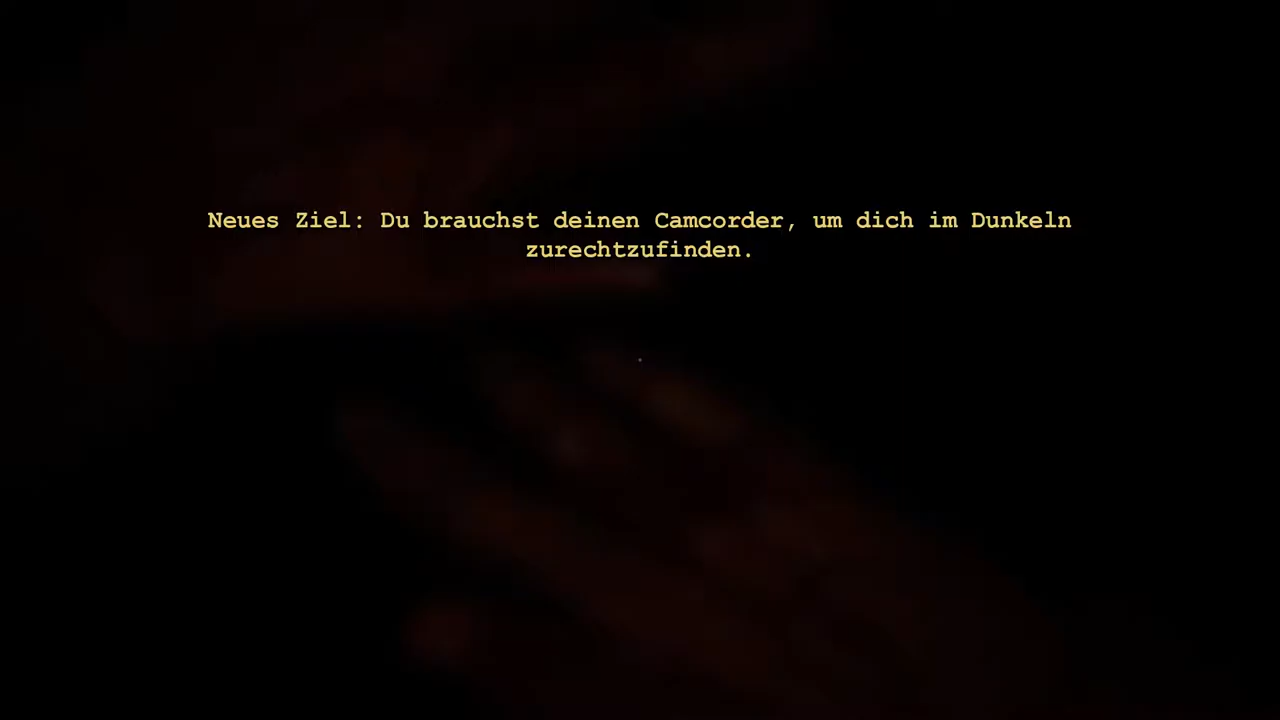 Neues Ziel: Du brauchst deinen Camcorder, um dich im Dunkeln
zurechtzufinden.